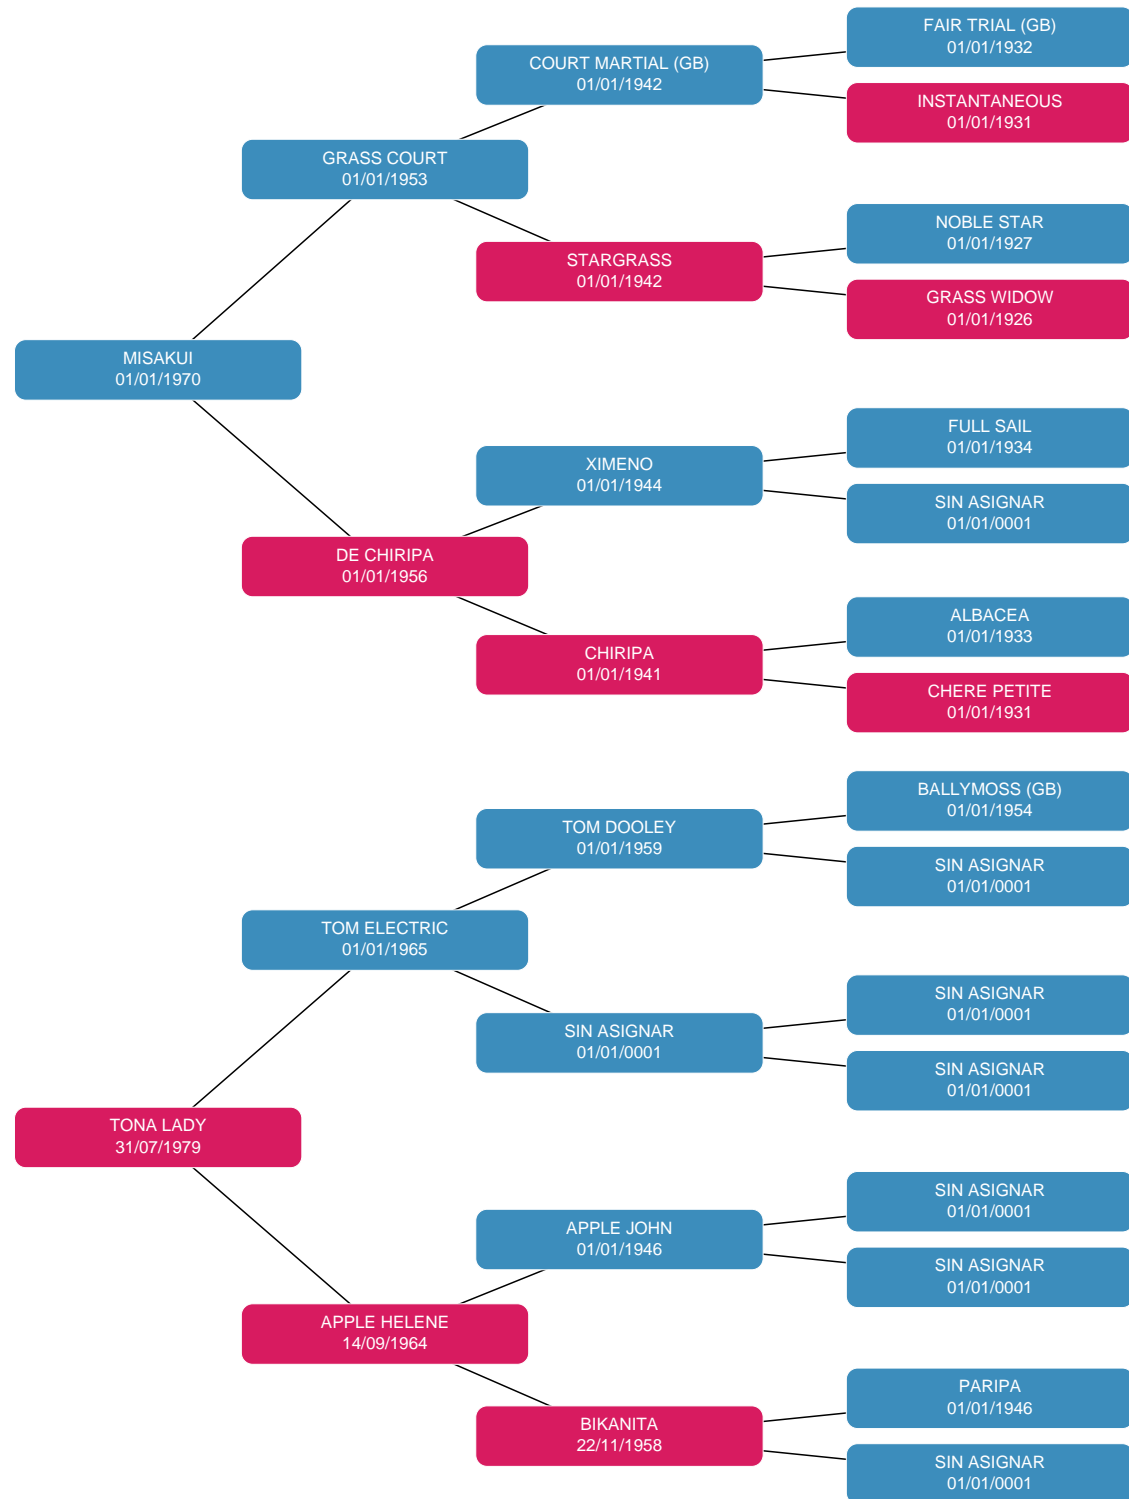 FAIR TRIAL (GB)
01/01/1932
COURT MARTIAL (GB)
01/01/1942
INSTANTANEOUS
01/01/1931
GRASS COURT
01/01/1953
NOBLE STAR
01/01/1927
STARGRASS
01/01/1942
GRASS WIDOW
01/01/1926
MISAKUI
01/01/1970
FULL SAIL
01/01/1934
XIMENO
01/01/1944
SIN ASIGNAR
01/01/0001
DE CHIRIPA
01/01/1956
ALBACEA
01/01/1933
CHIRIPA
01/01/1941
CHERE PETITE
01/01/1931
BALLYMOSS (GB)
01/01/1954
TOM DOOLEY
01/01/1959
SIN ASIGNAR
01/01/0001
TOM ELECTRIC
01/01/1965
SIN ASIGNAR
01/01/0001
SIN ASIGNAR
01/01/0001
SIN ASIGNAR
01/01/0001
TONA LADY
31/07/1979
SIN ASIGNAR
01/01/0001
APPLE JOHN
01/01/1946
SIN ASIGNAR
01/01/0001
APPLE HELENE
14/09/1964
PARIPA
01/01/1946
BIKANITA
22/11/1958
SIN ASIGNAR
01/01/0001